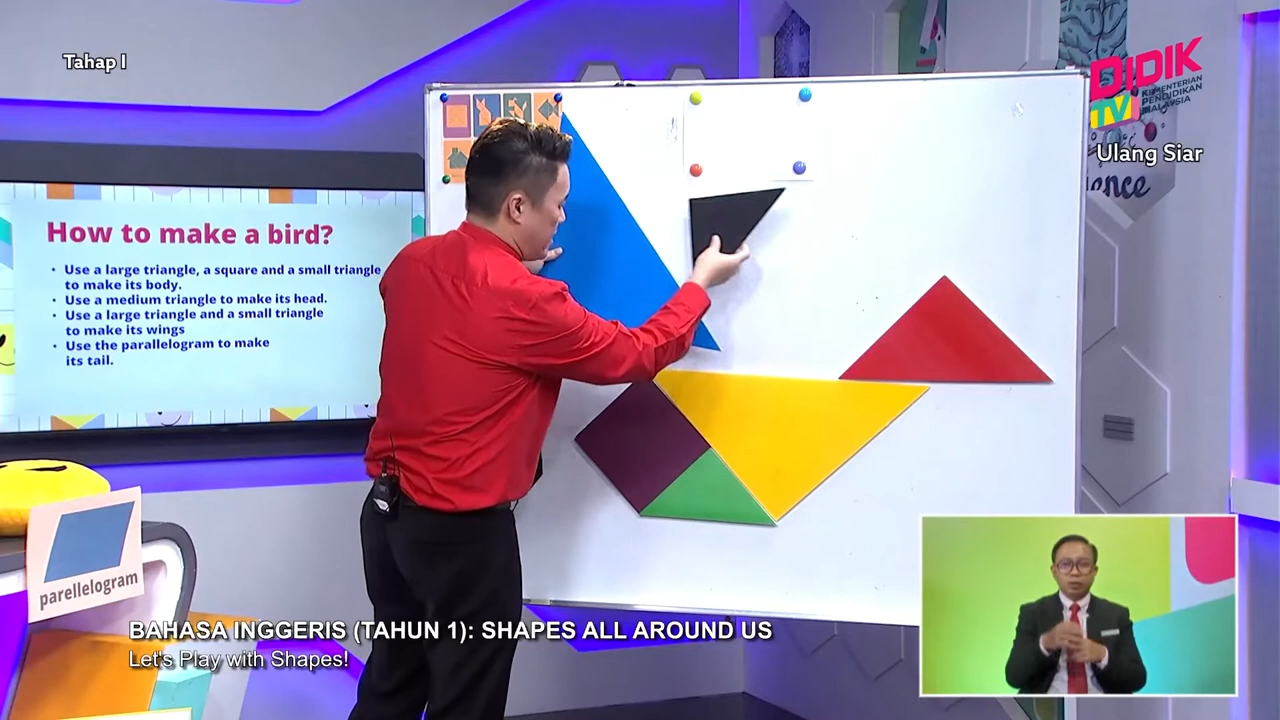 Tahap I
DIDIK
TV
KEMENTERIAN
PENDIDIKAN
MALAYSIA
Ulang Siar
ience
How to make a bird?
• Use a large triangle, a square and a small triangle
to make its body.
• Use a medium triangle to make its head.
• Use a large triangle and a small triangle
to make its wings
• Use the parallelogram to make
its tail.
parellelogram
BAHASA INGGERIS (TAHUN 1): SHAPES ALL AROUND US
Let's Play with Shapes!